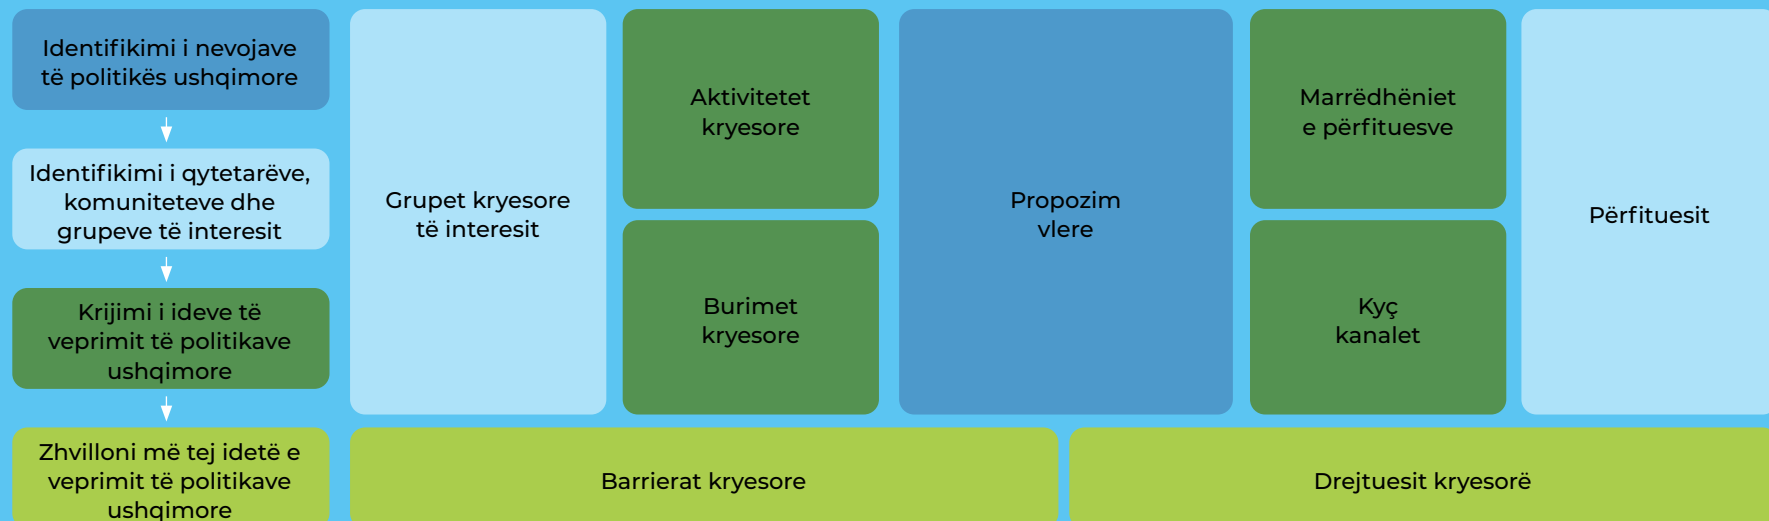 Identifikimi i nevojave
të politikës ushqimore
Identifikimi i qytetarëve,
komuniteteve dhe
grupeve të interesit
Krijimi i ideve të
veprimit të politikave
ushqimore
Zhvilloni më tej idetë e
veprimit të politikave
ushqimore
Grupet kryesore
të interesit
Aktivitetet
kryesore
Burimet
kryesore
Propozim
vlere
Marrëdhëniet
e përfituesve
Kyç
kanalet
Përfituesit
Barrierat kryesore
Drejtuesit kryesorë